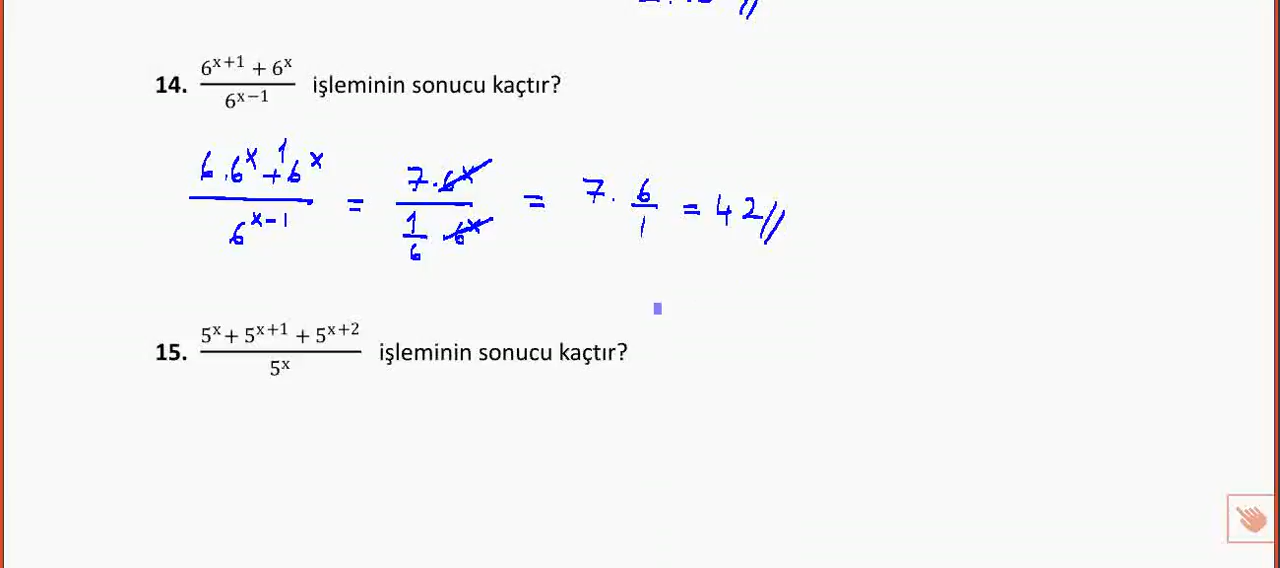 14. (6^(x+1) + 6^x)/(6^(x−1)) işleminin sonucu kaçtır?
(6.6^x + 1 6^x)/(6^(x−1)) = (7.6^x)/(1/6 . 6^x) = 7 . 6/1 = 42//
15. (5^x + 5^(x+1) + 5^(x+2))/(5^x) işleminin sonucu kaçtır?